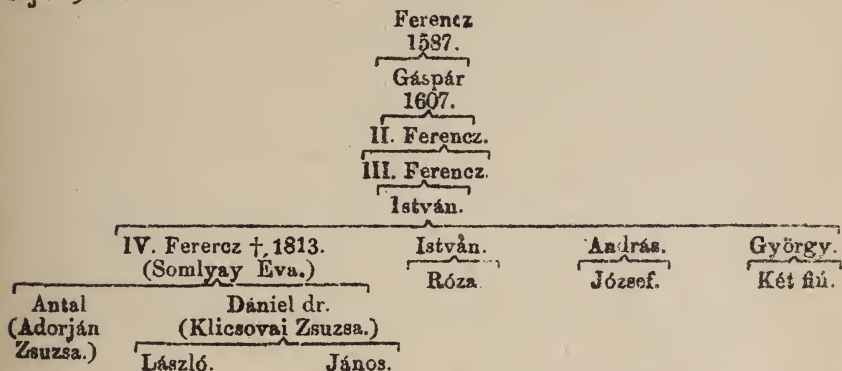 Ferencz
1587.
Gáspár
1607.
II. Ferencz.
III. Ferencz.
István.
IV. Ferercz †, 1813. István. András. György.
(Somlyay Éva.) Róza József. Két fiú.
Antal Dániel dr.
(Adorján (Klicsovai Zsuzsa.)
Zsuzsa.)
László. János.